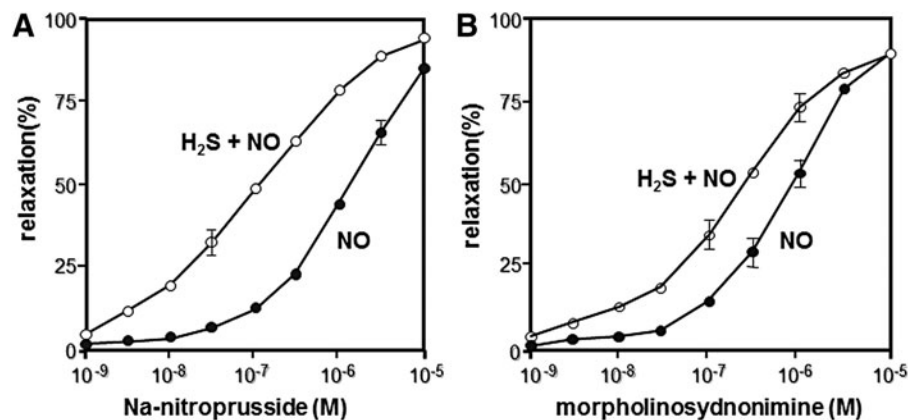 A
relaxation(%)
100
75
50
25
0
H₂S + NO
NO
10⁻⁹ 10⁻⁸ 10⁻⁷ 10⁻⁶ 10⁻⁵
Na-nitroprusside (M)
B
relaxation(%)
100
75
50
25
0
H₂S + NO
NO
10⁻⁹ 10⁻⁸ 10⁻⁷ 10⁻⁶ 10⁻⁵
morpholinosydnonimine (M)